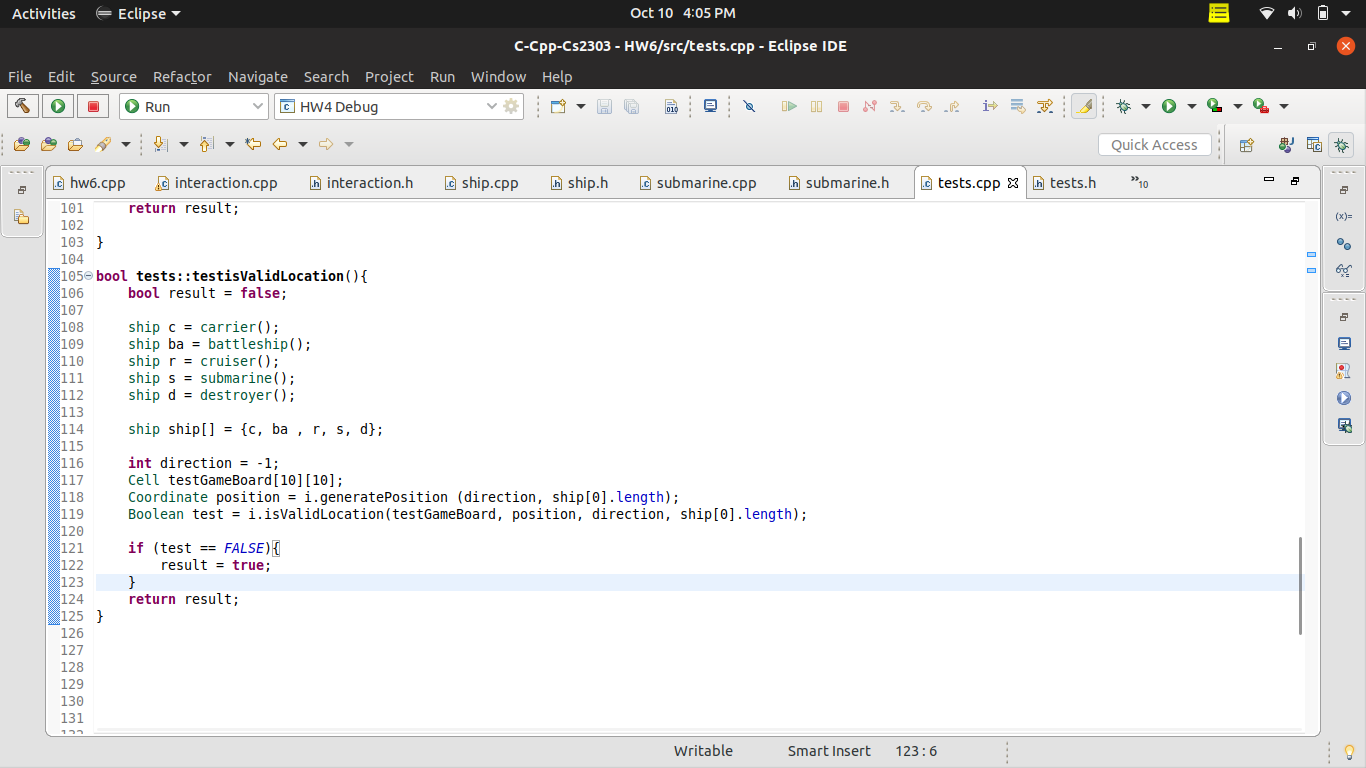 Activities Eclipse Oct 10 4:05 PM
C-Cpp-Cs2303 - HW6/src/tests.cpp - Eclipse IDE
File Edit Source Refactor Navigate Search Project Run Window Help
Run HW4 Debug
Quick Access
hw6.cpp interaction.cpp interaction.h ship.cpp ship.h submarine.cpp submarine.h tests.cpp tests.h »10
101 return result;
102
103 }
104
105 bool tests::testisValidLocation(){
106 bool result = false;
107
108 ship c = carrier();
109 ship ba = battleship();
110 ship r = cruiser();
111 ship s = submarine();
112 ship d = destroyer();
113
114 ship ship[] = {c, ba , r, s, d};
115
116 int direction = -1;
117 Cell testGameBoard[10][10];
118 Coordinate position = i.generatePosition (direction, ship[0].length);
119 Boolean test = i.isValidLocation(testGameBoard, position, direction, ship[0].length);
120
121 if (test == FALSE){
122 result = true;
123 }
124 return result;
125 }
126
127
128
129
130
131
Writable Smart Insert 123 : 6